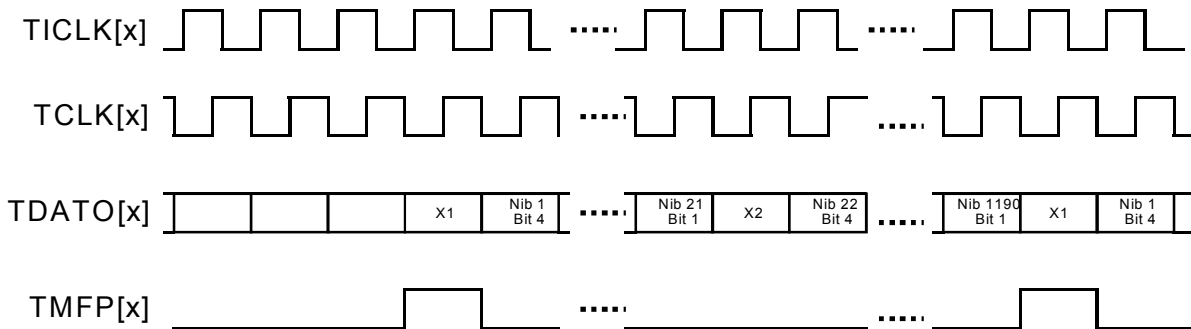 TICLK[x]
TCLK[x]
TDATO[x]
X1
Nib 1
Bit 4
Nib 21
Bit 1
X2
Nib 22
Bit 4
Nib 1190
Bit 1
X1
Nib 1
Bit 4
TMFP[x]